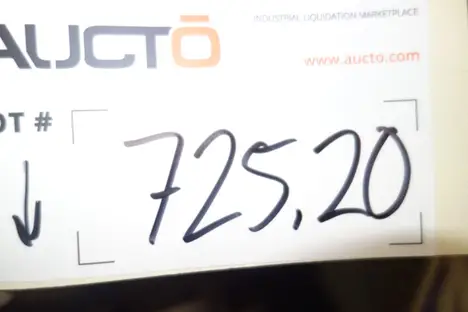 AUCTŌ
INDUSTRIAL LIQUIDATION MARKETPLACE
www.aucto.com
OT #
725.20